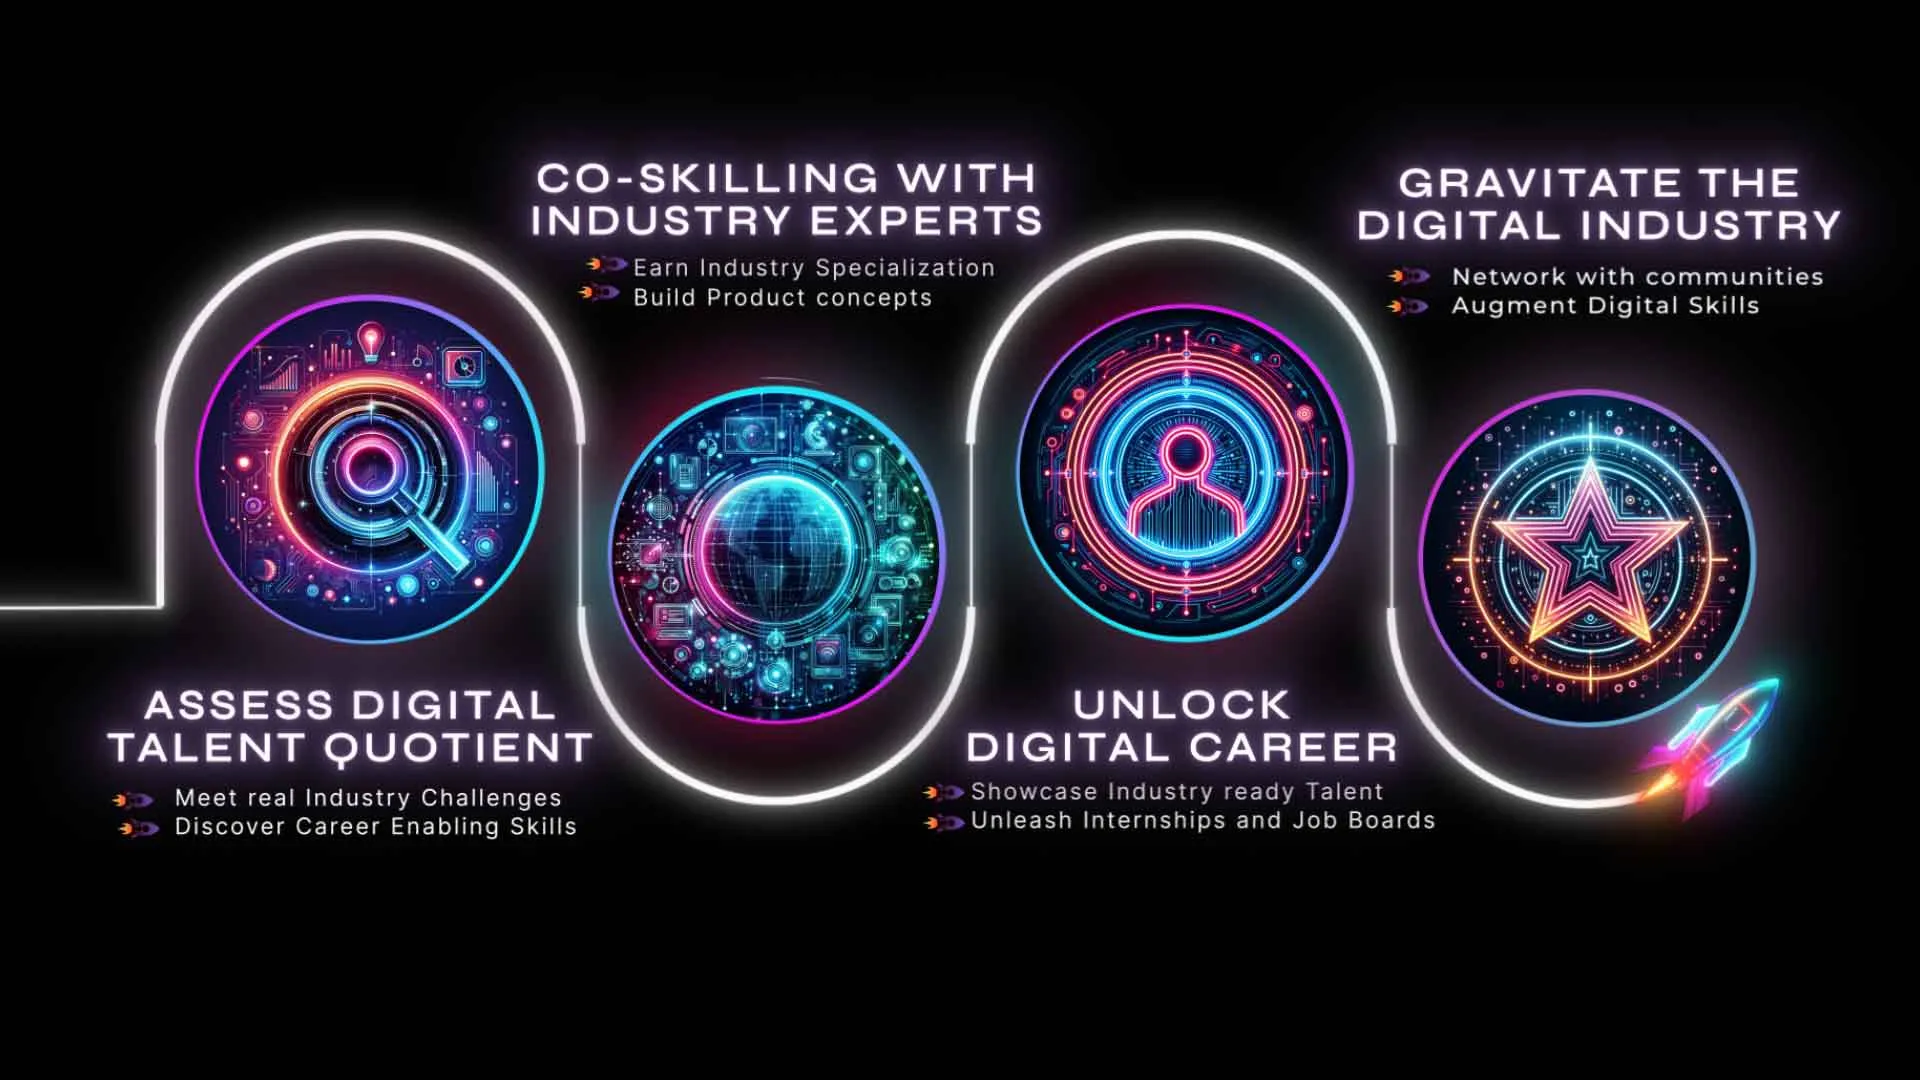 ASSESS DIGITAL
TALENT QUOTIENT
Meet real Industry Challenges
Discover Career Enabling Skills
CO-SKILLING WITH
INDUSTRY EXPERTS
Earn Industry Specialization
Build Product concepts
UNLOCK
DIGITAL CAREER
Showcase Industry ready Talent
Unleash Internships and Job Boards
GRAVITATE THE
DIGITAL INDUSTRY
Network with communities
Augment Digital Skills